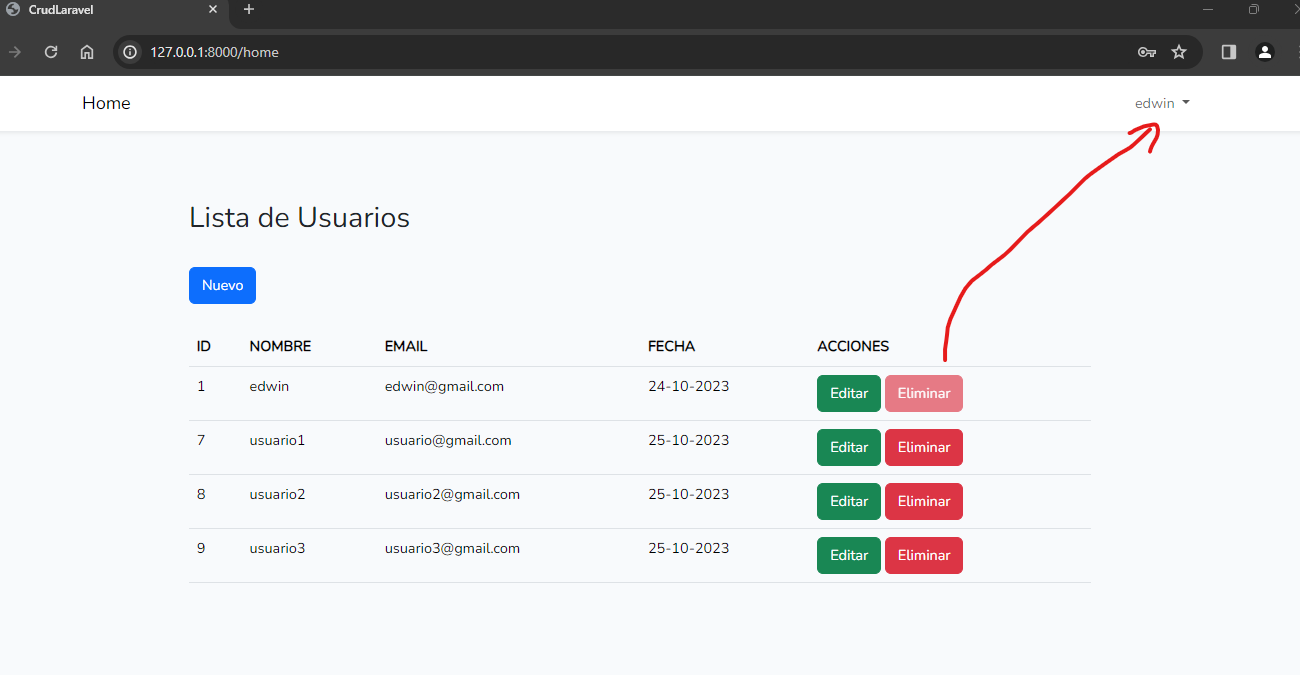 CrudLaravel
127.0.0.1:8000/home
Home edwin
Lista de Usuarios
Nuevo
ID NOMBRE EMAIL FECHA ACCIONES
1 edwin edwin@gmail.com 24-10-2023 Editar Eliminar
7 usuario1 usuario@gmail.com 25-10-2023 Editar Eliminar
8 usuario2 usuario2@gmail.com 25-10-2023 Editar Eliminar
9 usuario3 usuario3@gmail.com 25-10-2023 Editar Eliminar